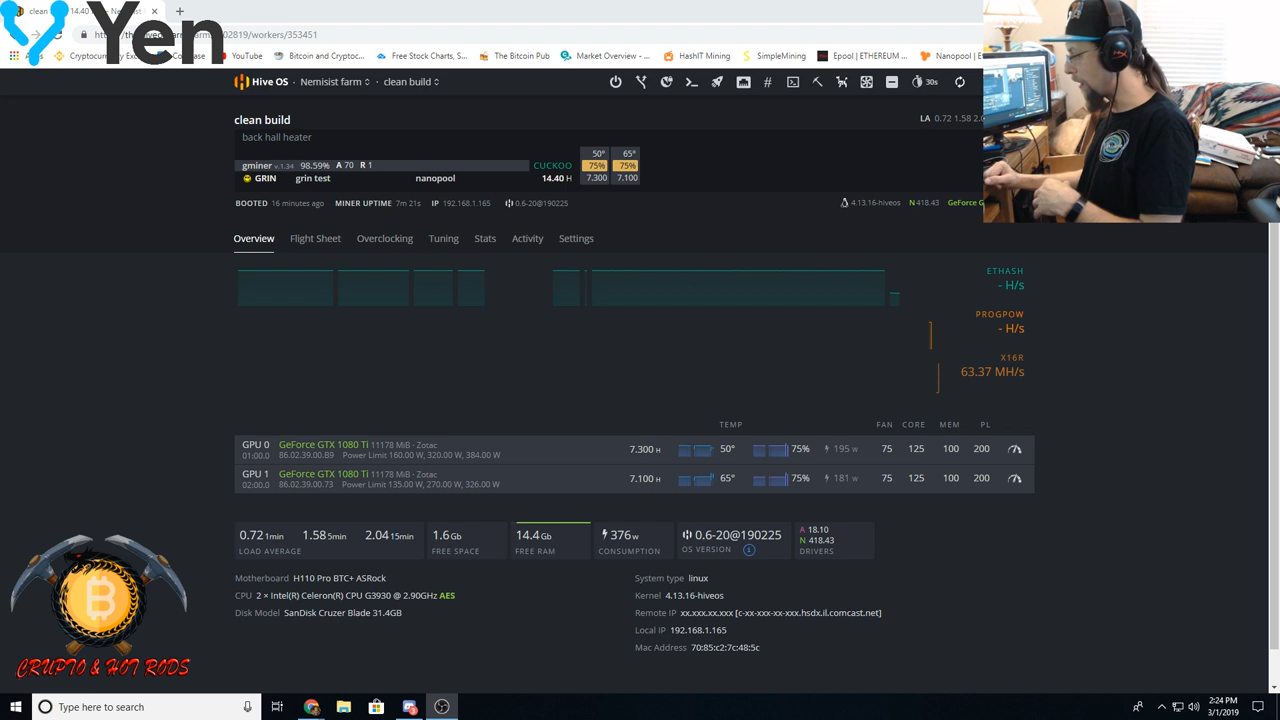 clean
14.40
Yen
workers/353451
YouTube
Free Stock Charts...
The Bitcoin Pub
Market Overview - ...
HashIT Mining
SimpleMining
Epool | ETHEREUM ...
Nanopool | E
Hive OS
farm
clean build
30s
clean build
LA 0.72 1.58
back hall heater
50° 65°
gminer v.1.34 98.59% A 70 R 1 CUCKOO 75% 75%
GRIN grin test nanopool 14.40 H 7.300 7.100
BOOTED 16 minutes ago MINER UPTIME 7m 21s IP 192.168.1.165 0.6-20@190225 4.13.16-hiveos N 418.43 GeForce G
Overview Flight Sheet Overclocking Tuning Stats Activity Settings
ETHASH
- H/s
PROGPOW
- H/s
X16R
63.37 MH/s
TEMP FAN CORE MEM PL
GPU 0 GeForce GTX 1080 Ti 11178 MiB · Zotac 7.300 H 50° 75% 195 W 75 125 100 200
01:00.0 86.02.39.00.B9 Power Limit 160.00 W, 320.00 W, 384.00 W
GPU 1 GeForce GTX 1080 Ti 11178 MiB · Zotac 7.100 H 65° 75% 181 W 75 125 100 200
02:00.0 86.02.39.00.73 Power Limit 135.00 W, 270.00 W, 326.00 W
0.72 1min 1.58 5min 2.04 15min 1.6 Gb 14.4 Gb 376 w 0.6-20@190225 A 18.10
N 418.43
LOAD AVERAGE FREE SPACE FREE RAM CONSUMPTION OS VERSION DRIVERS
Motherboard H110 Pro BTC+ ASRock System type linux
CPU 2 × Intel(R) Celeron(R) CPU G3930 @ 2.90GHz AES Kernel 4.13.16-hiveos
Disk Model SanDisk Cruzer Blade 31.4GB Remote IP xx.xxx.xx.xxx [c-xx-xxx-xx-xxx.hsdx.il.comcast.net]
Local IP 192.168.1.165
Mac Address 70:85:c2:7c:48:5c
CRUPTO & HOT RODS
Type here to search
2:24 PM
3/1/2019